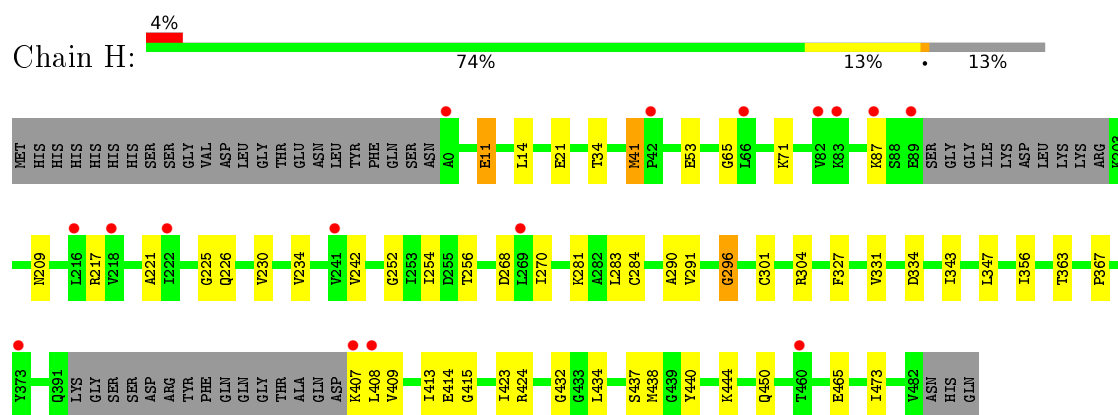 4%
Chain H:
74% 13% • 13%
MET HIS HIS HIS HIS HIS HIS SER SER GLY VAL ASP LEU GLY THR GLU ASN LEU TYR PHE GLN SER ASN A0 E11 L14 E21 T34 M41 P42 E53 G65 L66 K71 V82 K83 K87 S88 E89 SER GLY GLY ILE LYS ASP LEU LYS LYS ARG
N209 L216 R217 V218 A221 I222 G225 Q226 V230 V234 V241 V242 G252 I253 I254 D255 T256 D268 L269 I270 K281 A282 L283 C284 A290 V291 G296 C301 R304 F327 V331 D334 I343 L347 I356 T363 P367
Y373 Q391 LYS GLY SER SER ASP ARG TYR PHE GLN GLN GLY THR ALA GLN ASP K407 L408 V409 I413 E414 G415 I423 R424 G432 G433 L434 S437 M438 G439 Y440 K444 Q450 T460 E465 I473 V482 ASN HIS GLN